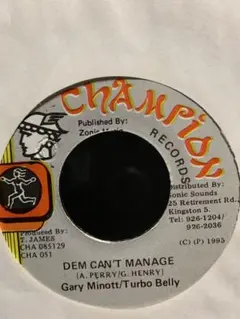 CHAMPION
RECORDS
Published By:
Zonic Music
Produced by:
T. JAMES
CHA 085129
CHA 051
Distributed by:
Sonic Sounds
25 Retirement Rd.
Kingston 5.
Tel: 926-1204/
926-2036
(C) (P) 1995
DEM CAN'T MANAGE
(A. PERRY/G. HENRY)
Gary Minott/Turbo Belly